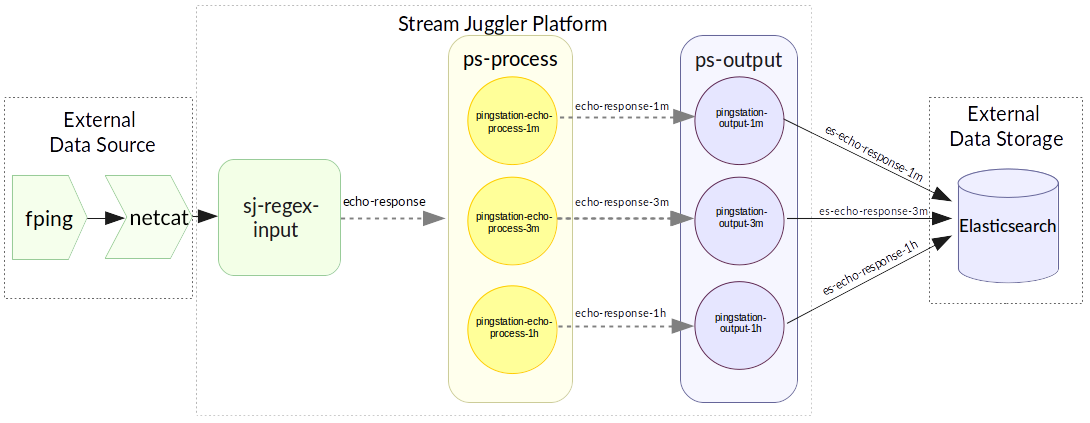 Stream Juggler Platform
External
Data Source
fping
netcat
sj-regex-
input
echo-response
ps-process
pingstation-echo-
process-1m
pingstation-echo-
process-3m
pingstation-echo-
process-1h
echo-response-1m
echo-response-3m
echo-response-1h
ps-output
pingstation-
output-1m
pingstation-
output-3m
pingstation-
output-1h
es-echo-response-1m
es-echo-response-3m
es-echo-response-1h
External
Data Storage
Elasticsearch